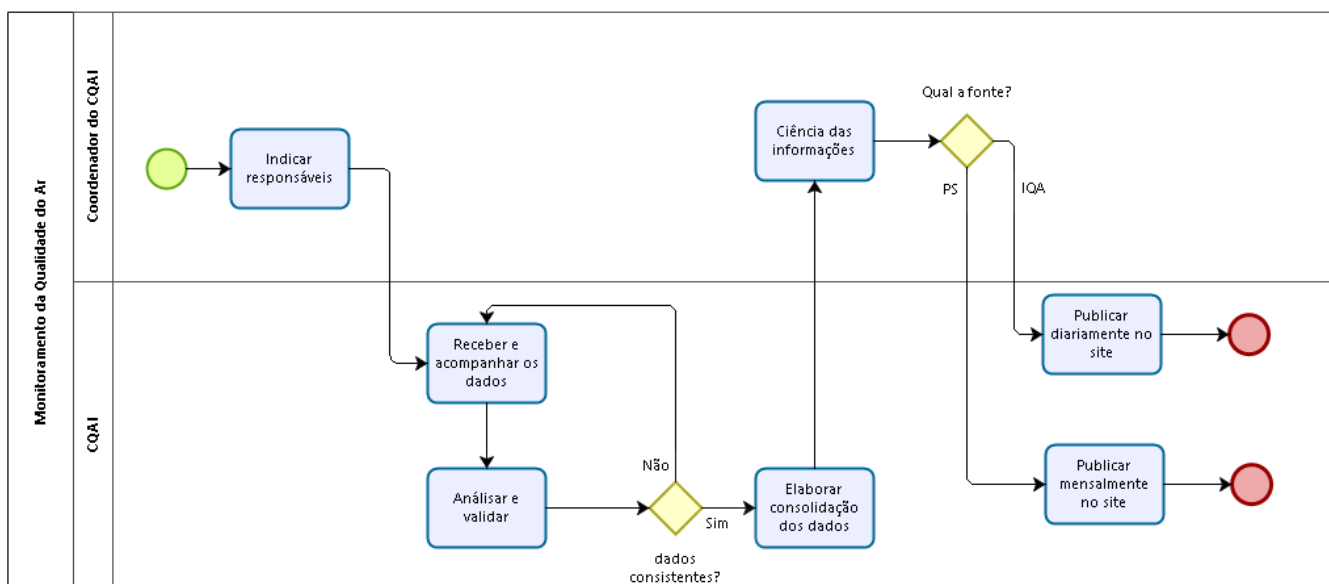 Monitoramento da Qualidade do Ar
Coordenador do CQAI
Indicar
responsáveis
Ciência das
informações
Qual a fonte?
PS
IQA
CQAI
Receber e
acompanhar os
dados
Análisar e
validar
Não
Sim
dados
consistentes?
Elaborar
consolidação
dos dados
Publicar
diariamente no
site
Publicar
mensalmente
no site